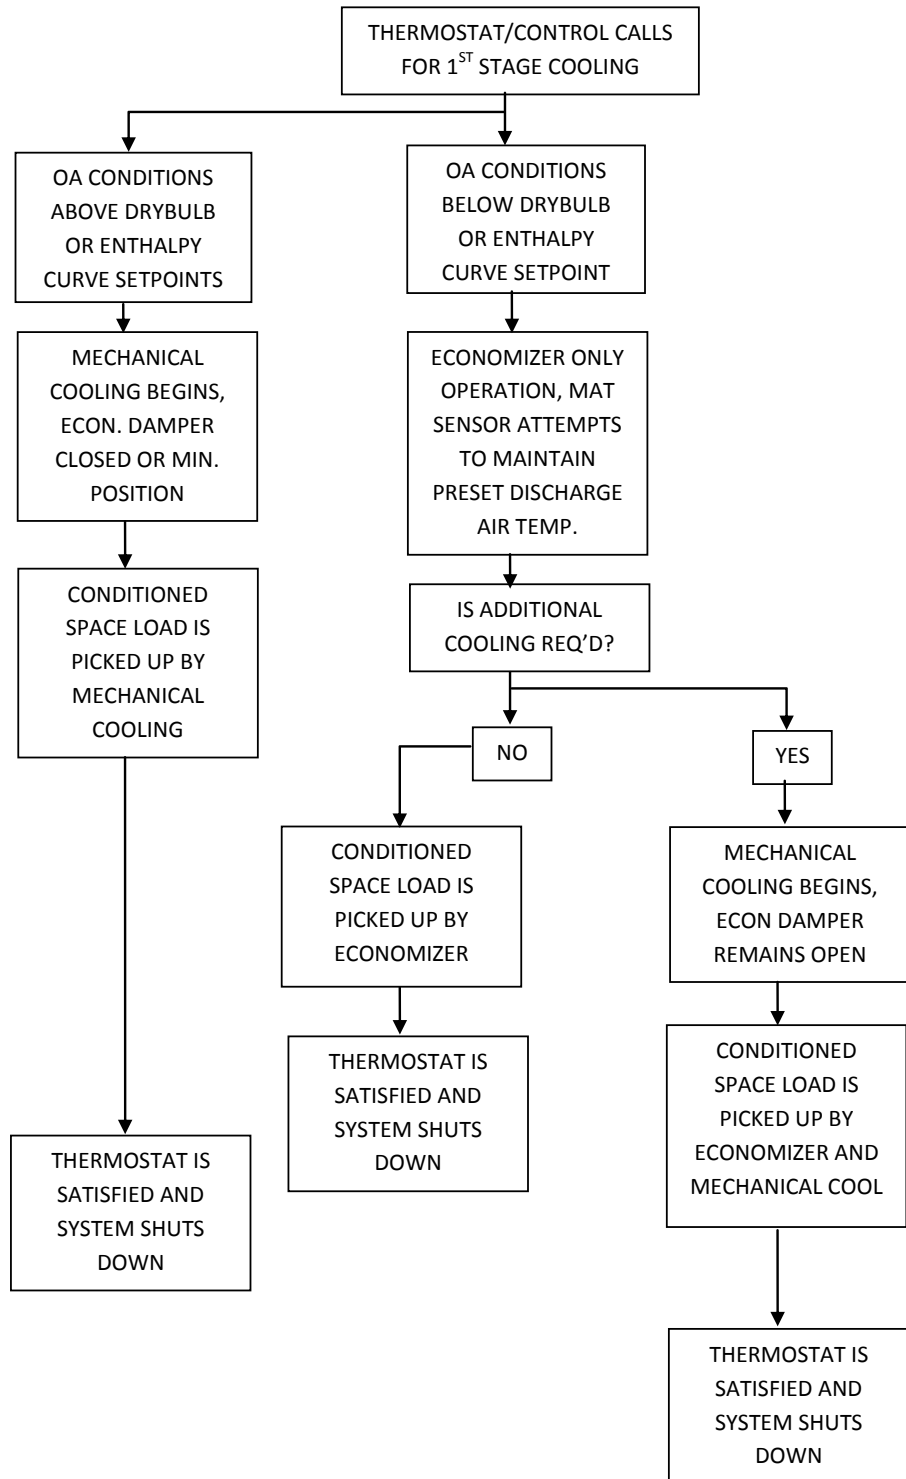 THERMOSTAT/CONTROL CALLS
FOR 1ST STAGE COOLING
OA CONDITIONS
ABOVE DRYBULB
OR ENTHALPY
CURVE SETPOINTS
OA CONDITIONS
BELOW DRYBULB
OR ENTHALPY
CURVE SETPOINT
MECHANICAL
COOLING BEGINS,
ECON. DAMPER
CLOSED OR MIN.
POSITION
ECONOMIZER ONLY
OPERATION, MAT
SENSOR ATTEMPTS
TO MAINTAIN
PRESET DISCHARGE
AIR TEMP.
CONDITIONED
SPACE LOAD IS
PICKED UP BY
MECHANICAL
COOLING
IS ADDITIONAL
COOLING REQ’D?
NO
YES
CONDITIONED
SPACE LOAD IS
PICKED UP BY
ECONOMIZER
MECHANICAL
COOLING BEGINS,
ECON DAMPER
REMAINS OPEN
THERMOSTAT IS
SATISFIED AND
SYSTEM SHUTS
DOWN
CONDITIONED
SPACE LOAD IS
PICKED UP BY
ECONOMIZER AND
MECHANICAL COOL
THERMOSTAT IS
SATISFIED AND
SYSTEM SHUTS
DOWN
THERMOSTAT IS
SATISFIED AND
SYSTEM SHUTS
DOWN